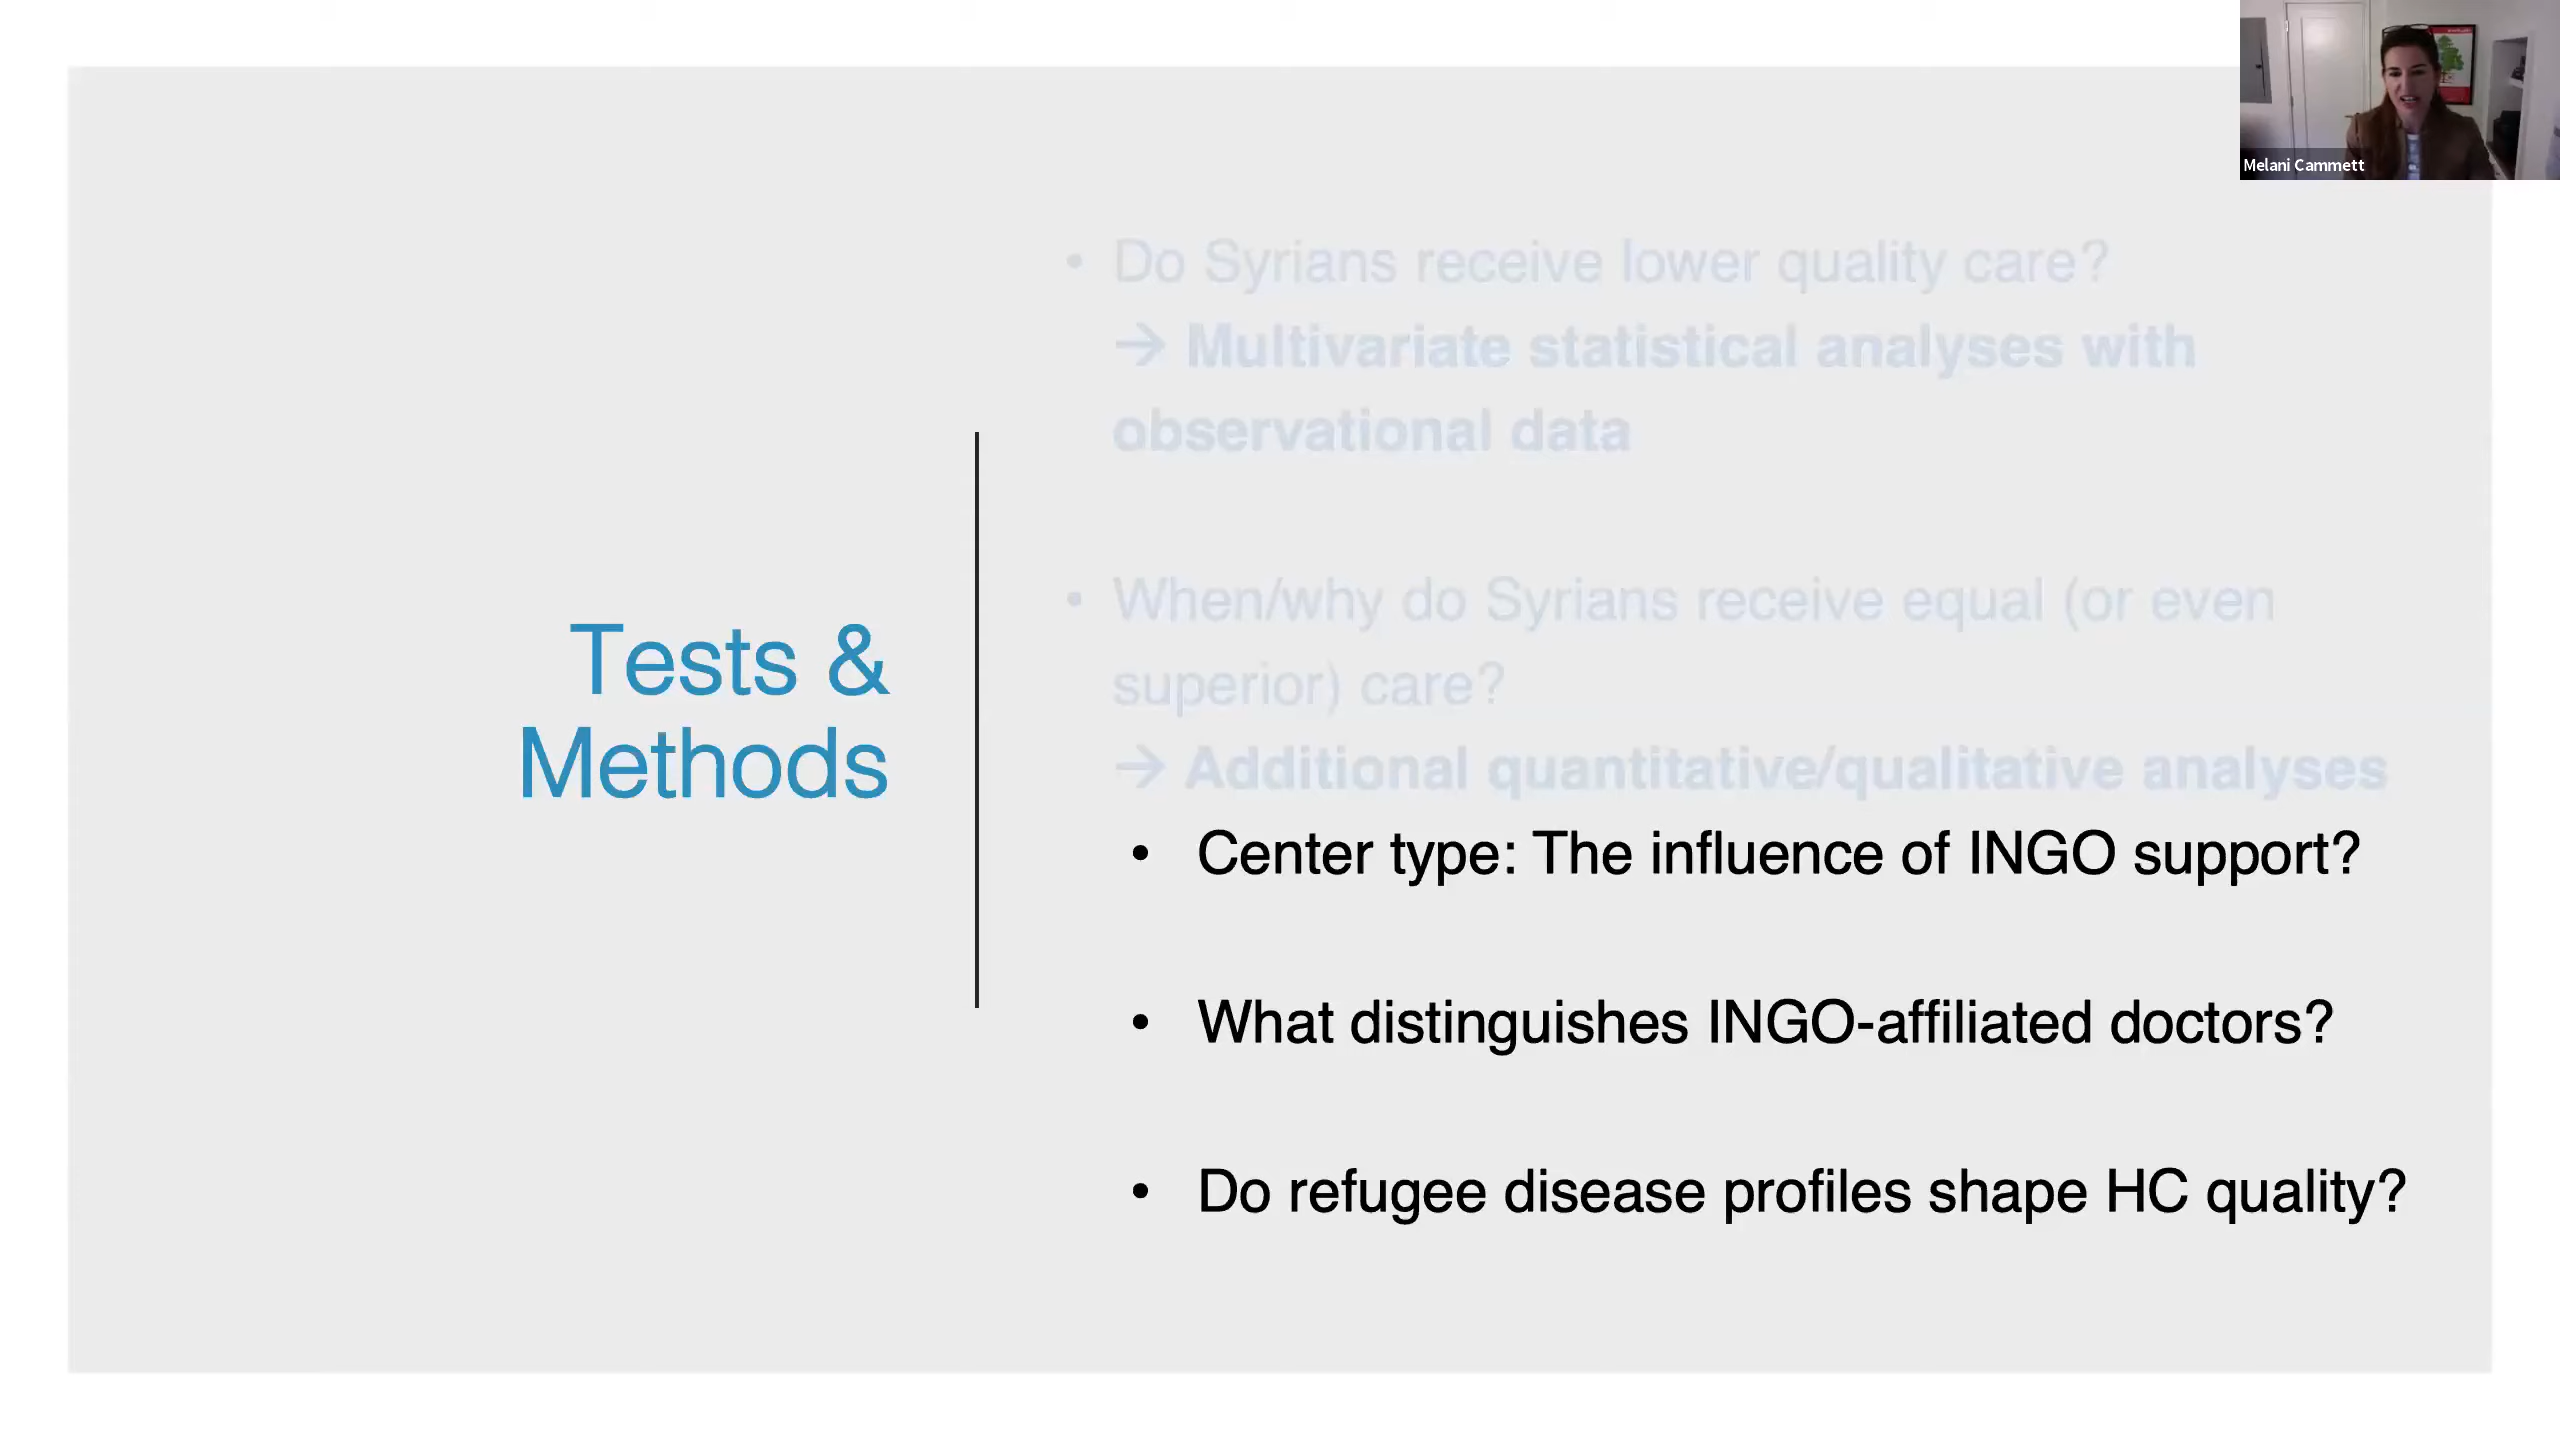 Melani Cammett
Tests &
Methods
• Do Syrians receive lower quality care?
→ Multivariate statistical analyses with
observational data
• When/why do Syrians receive equal (or even
superior) care?
→ Additional quantitative/qualitative analyses
• Center type: The influence of INGO support?
• What distinguishes INGO-affiliated doctors?
• Do refugee disease profiles shape HC quality?